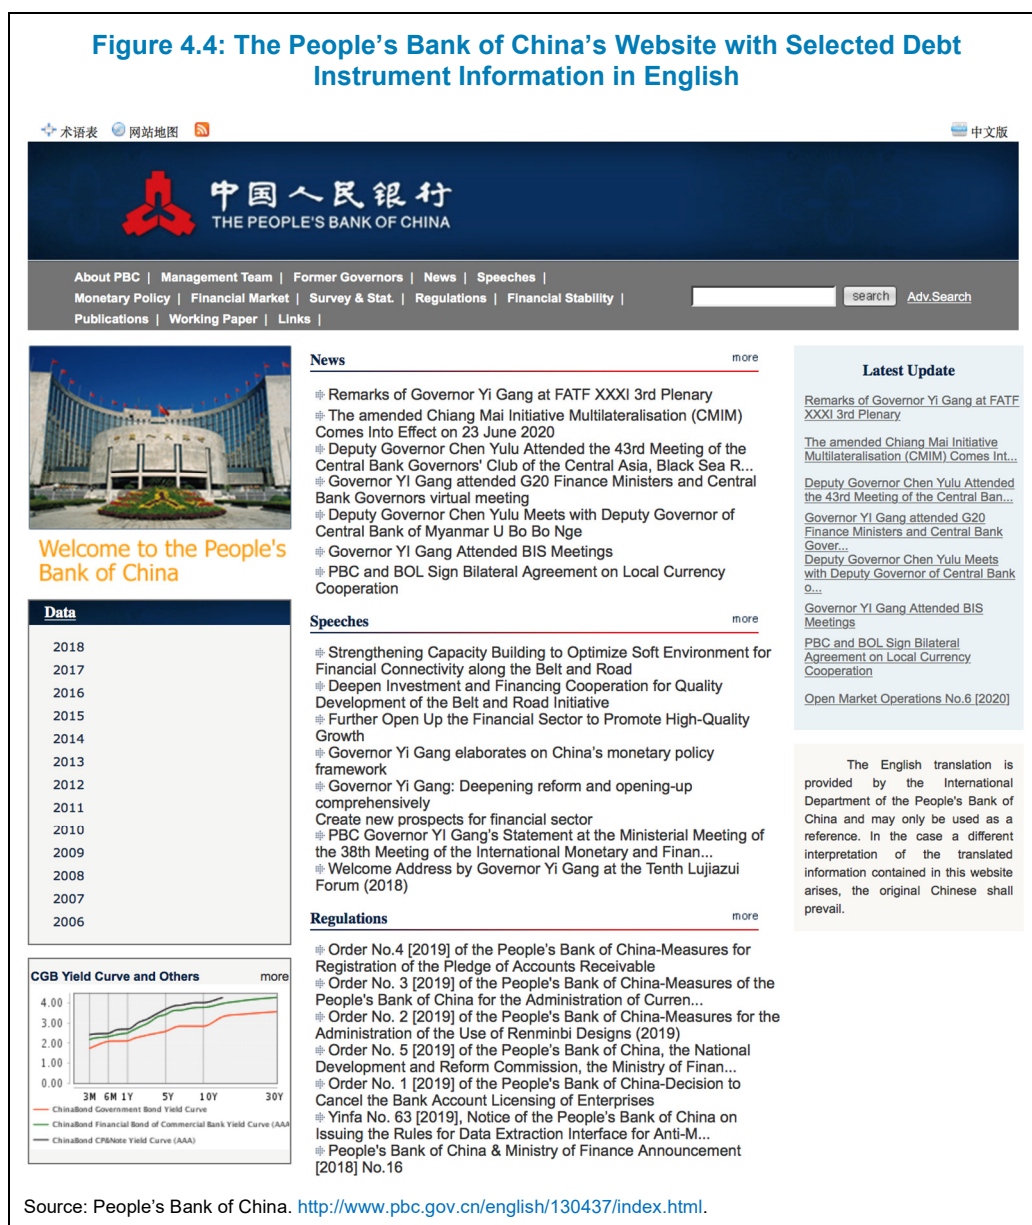 Figure 4.4: The People’s Bank of China’s Website with Selected Debt
Instrument Information in English
术语表 网站地图
中文版
中国人民银行
THE PEOPLE'S BANK OF CHINA
About PBC | Management Team | Former Governors | News | Speeches |
Monetary Policy | Financial Market | Survey & Stat. | Regulations | Financial Stability |
Publications | Working Paper | Links |
search Adv.Search
Welcome to the People's
Bank of China
Data
2018
2017
2016
2015
2014
2013
2012
2011
2010
2009
2008
2007
2006
CGB Yield Curve and Others more
4.00
3.00
2.00
1.00
0.00
3M 6M 1Y 5Y 10Y 30Y
ChinaBond Government Bond Yield Curve
ChinaBond Financial Bond of Commercial Bank Yield Curve (AAA
ChinaBond CP&Note Yield Curve (AAA)
News more
Remarks of Governor Yi Gang at FATF XXXI 3rd Plenary
The amended Chiang Mai Initiative Multilateralisation (CMIM)
Comes Into Effect on 23 June 2020
Deputy Governor Chen Yulu Attended the 43rd Meeting of the
Central Bank Governors' Club of the Central Asia, Black Sea R...
Governor YI Gang attended G20 Finance Ministers and Central
Bank Governors virtual meeting
Deputy Governor Chen Yulu Meets with Deputy Governor of
Central Bank of Myanmar U Bo Bo Nge
Governor YI Gang Attended BIS Meetings
PBC and BOL Sign Bilateral Agreement on Local Currency
Cooperation
Speeches more
Strengthening Capacity Building to Optimize Soft Environment for
Financial Connectivity along the Belt and Road
Deepen Investment and Financing Cooperation for Quality
Development of the Belt and Road Initiative
Further Open Up the Financial Sector to Promote High-Quality
Growth
Governor Yi Gang elaborates on China’s monetary policy
framework
Governor Yi Gang: Deepening reform and opening-up
comprehensively
Create new prospects for financial sector
PBC Governor YI Gang’s Statement at the Ministerial Meeting of
the 38th Meeting of the International Monetary and Finan...
Welcome Address by Governor Yi Gang at the Tenth Lujiazui
Forum (2018)
Regulations more
Order No.4 [2019] of the People's Bank of China-Measures for
Registration of the Pledge of Accounts Receivable
Order No. 3 [2019] of the People's Bank of China-Measures of the
People's Bank of China for the Administration of Curren...
Order No. 2 [2019] of the People's Bank of China-Measures for the
Administration of the Use of Renminbi Designs (2019)
Order No. 5 [2019] of the People's Bank of China, the National
Development and Reform Commission, the Ministry of Finan...
Order No. 1 [2019] of the People's Bank of China-Decision to
Cancel the Bank Account Licensing of Enterprises
Yinfa No. 63 [2019], Notice of the People's Bank of China on
Issuing the Rules for Data Extraction Interface for Anti-M...
People's Bank of China & Ministry of Finance Announcement
[2018] No.16
Latest Update
Remarks of Governor Yi Gang at FATF
XXXI 3rd Plenary
The amended Chiang Mai Initiative
Multilateralisation (CMIM) Comes Int...
Deputy Governor Chen Yulu Attended
the 43rd Meeting of the Central Ban...
Governor YI Gang attended G20
Finance Ministers and Central Bank
Gover...
Deputy Governor Chen Yulu Meets
with Deputy Governor of Central Bank
o...
Governor YI Gang Attended BIS
Meetings
PBC and BOL Sign Bilateral
Agreement on Local Currency
Cooperation
Open Market Operations No.6 [2020]
The English translation is
provided by the International
Department of the People's Bank of
China and may only be used as a
reference. In the case a different
interpretation of the translated
information contained in this website
arises, the original Chinese shall
prevail.
Source: People’s Bank of China. http://www.pbc.gov.cn/english/130437/index.html.